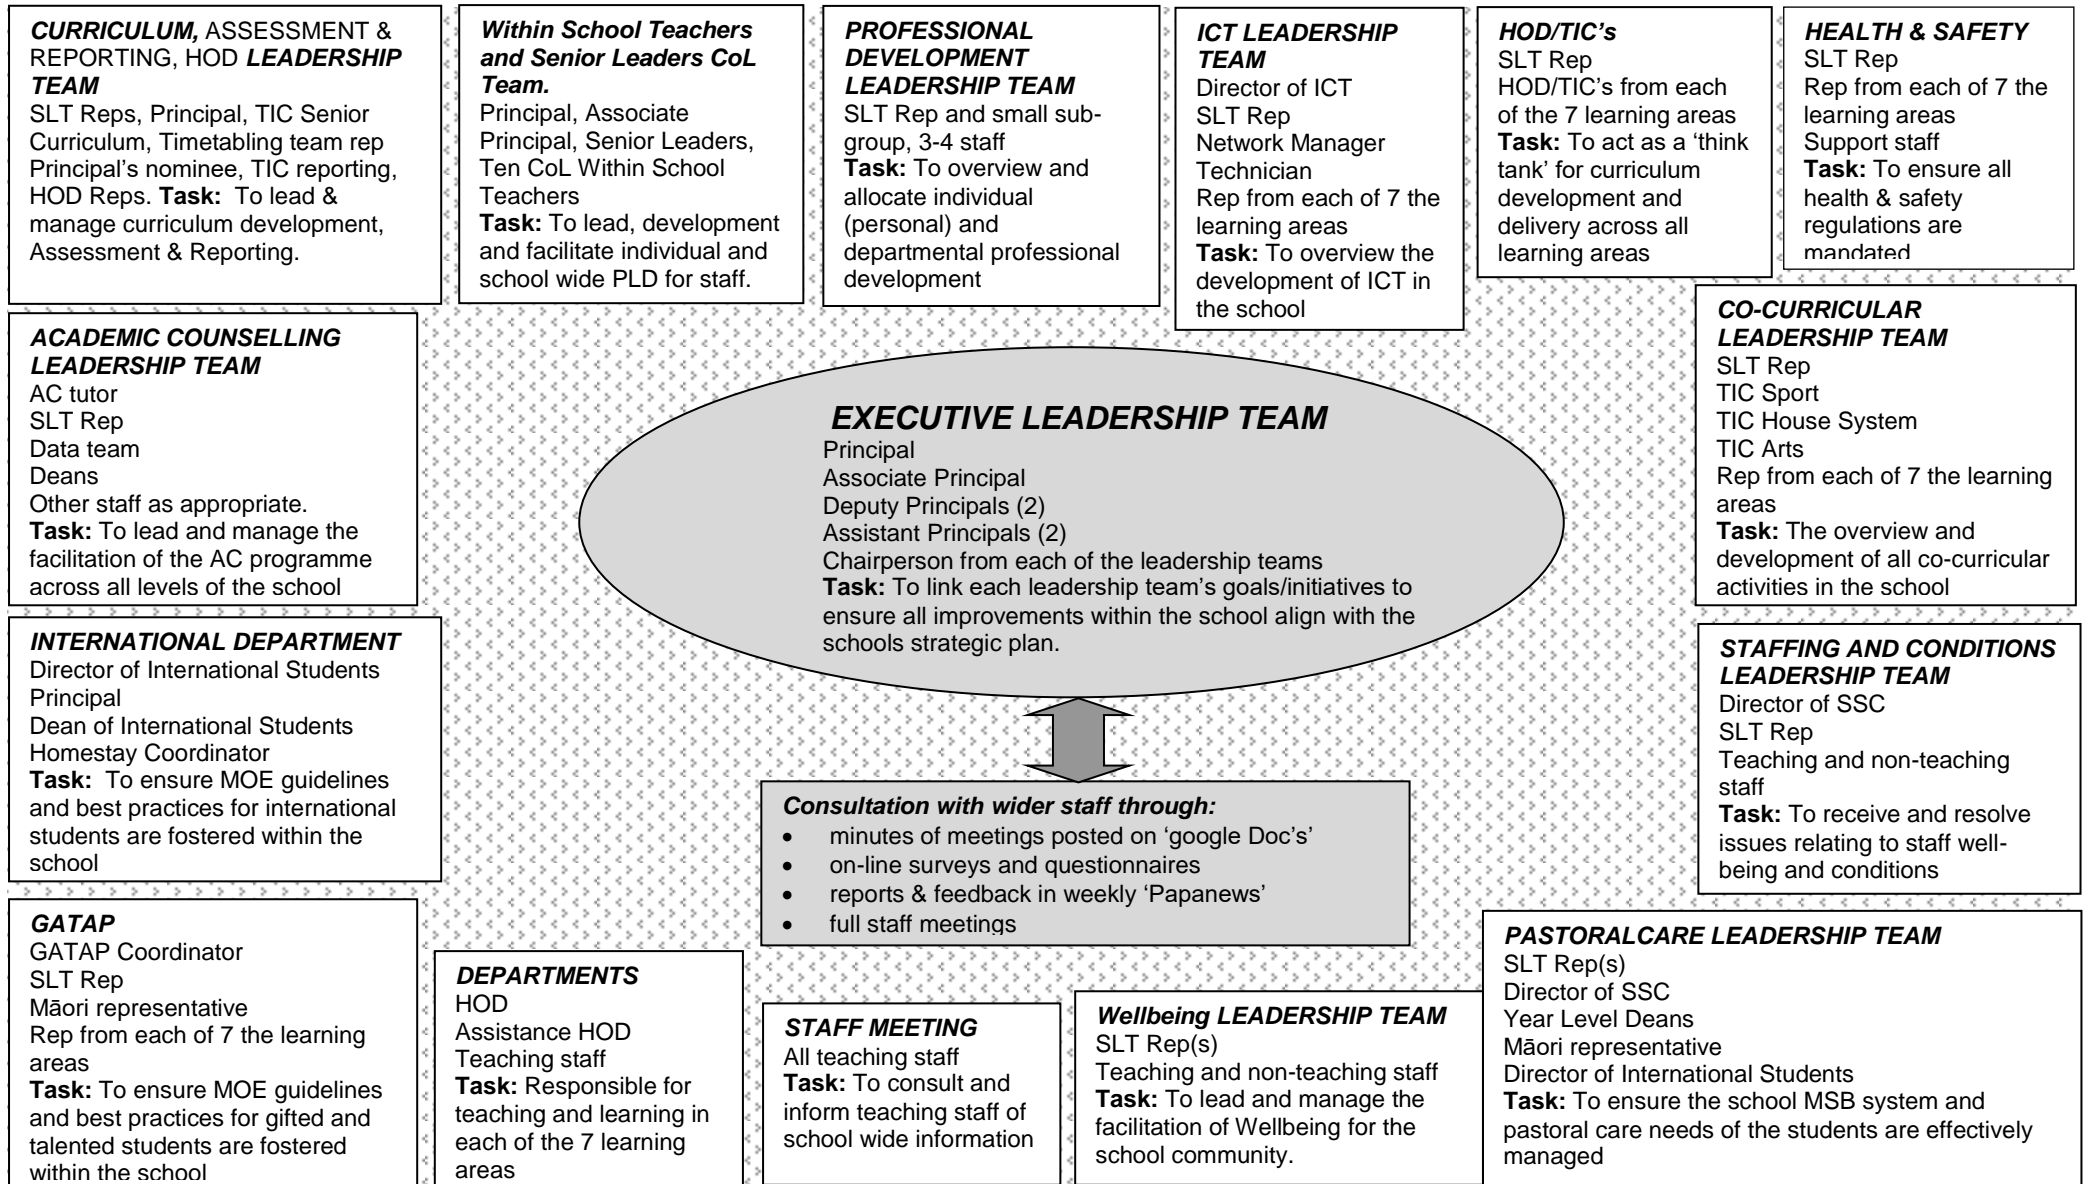 CURRICULUM, ASSESSMENT &
REPORTING, HOD LEADERSHIP
TEAM
SLT Reps, Principal, TIC Senior
Curriculum, Timetabling team rep
Principal's nominee, TIC reporting,
HOD Reps. Task:  To lead &
manage curriculum development,
Assessment & Reporting.
Within School Teachers
and Senior Leaders CoL
Team.
Principal, Associate
Principal, Senior Leaders,
Ten CoL Within School
Teachers
Task: To lead, development
and facilitate individual and
school wide PLD for staff.
PROFESSIONAL
DEVELOPMENT
LEADERSHIP TEAM
SLT Rep and small sub-
group, 3-4 staff
Task: To overview and
allocate individual
(personal) and
departmental professional
development
ICT LEADERSHIP
TEAM
Director of ICT
SLT Rep
Network Manager
Technician
Rep from each of 7 the
learning areas
Task: To overview the
development of ICT in
the school
HOD/TIC's
SLT Rep
HOD/TIC's from each
of the 7 learning areas
Task: To act as a 'think
tank' for curriculum
development and
delivery across all
learning areas
HEALTH & SAFETY
SLT Rep
Rep from each of 7 the
learning areas
Support staff
Task: To ensure all
health & safety
regulations are
mandated
ACADEMIC COUNSELLING
LEADERSHIP TEAM
AC tutor
SLT Rep
Data team
Deans
Other staff as appropriate.
Task: To lead and manage the
facilitation of the AC programme
across all levels of the school
EXECUTIVE LEADERSHIP TEAM
Principal
Associate Principal
Deputy Principals (2)
Assistant Principals (2)
Chairperson from each of the leadership teams
Task: To link each leadership team's goals/initiatives to
ensure all improvements within the school align with the
schools strategic plan.
CO-CURRICULAR
LEADERSHIP TEAM
SLT Rep
TIC Sport
TIC House System
TIC Arts
Rep from each of 7 the learning
areas
Task: The overview and
development of all co-curricular
activities in the school
INTERNATIONAL DEPARTMENT
Director of International Students
Principal
Dean of International Students
Homestay Coordinator
Task:  To ensure MOE guidelines
and best practices for international
students are fostered within the
school
STAFFING AND CONDITIONS
LEADERSHIP TEAM
Director of SSC
SLT Rep
Teaching and non-teaching
staff
Task: To receive and resolve
issues relating to staff well-
being and conditions
Consultation with wider staff through:
• minutes of meetings posted on 'google Doc's'
• on-line surveys and questionnaires
• reports & feedback in weekly 'Papanews'
• full staff meetings
GATAP
GATAP Coordinator
SLT Rep
Māori representative
Rep from each of 7 the learning
areas
Task: To ensure MOE guidelines
and best practices for gifted and
talented students are fostered
within the school
DEPARTMENTS
HOD
Assistance HOD
Teaching staff
Task: Responsible for
teaching and learning in
each of the 7 learning
areas
STAFF MEETING
All teaching staff
Task: To consult and
inform teaching staff of
school wide information
Wellbeing LEADERSHIP TEAM
SLT Rep(s)
Teaching and non-teaching staff
Task: To lead and manage the
facilitation of Wellbeing for the
school community.
PASTORALCARE LEADERSHIP TEAM
SLT Rep(s)
Director of SSC
Year Level Deans
Māori representative
Director of International Students
Task: To ensure the school MSB system and
pastoral care needs of the students are effectively
managed